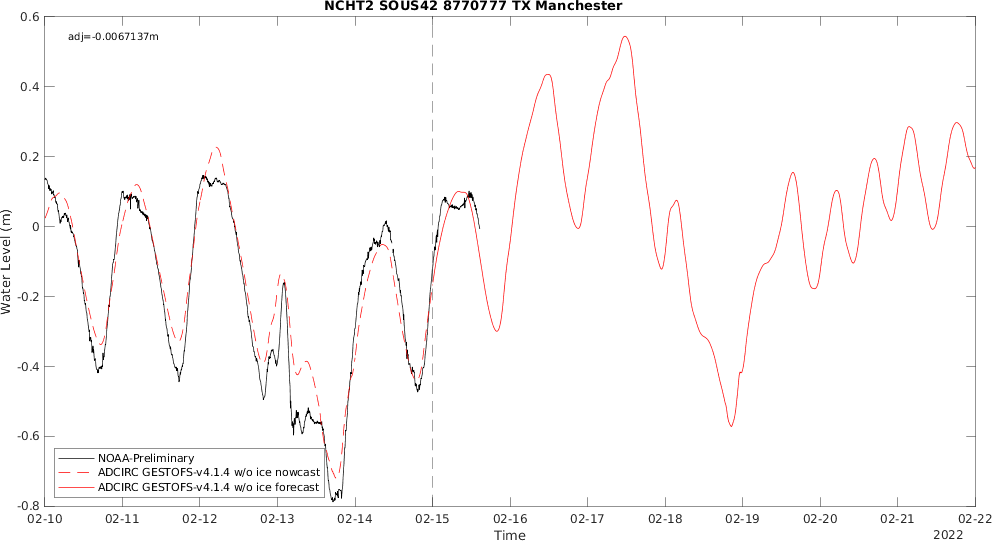 NCHT2 SOUS42 8770777 TX Manchester
adj=-0.0067137m
Water Level (m)
0.6
0.4
0.2
0
-0.2
-0.4
-0.6
-0.8
NOAA-Preliminary
ADCIRC GESTOFS-v4.1.4 w/o ice nowcast
ADCIRC GESTOFS-v4.1.4 w/o ice forecast
02-10 02-11 02-12 02-13 02-14 02-15 02-16 02-17 02-18 02-19 02-20 02-21 02-22
Time
2022